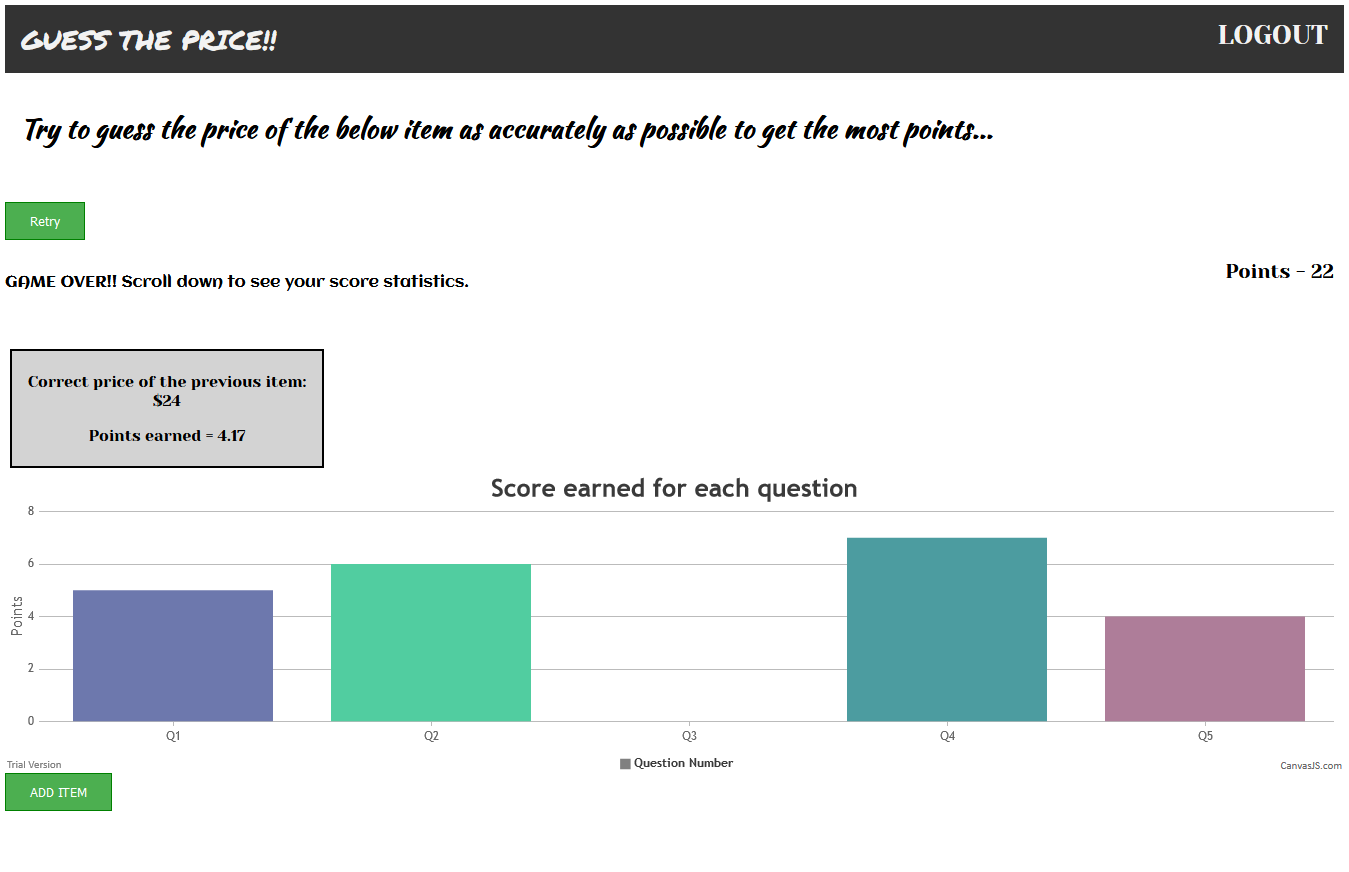 GUESS THE PRICE!!
LOGOUT
Try to guess the price of the below item as accurately as possible to get the most points...
Retry
GAME OVER!! Scroll down to see your score statistics.
Points - 22
Correct price of the previous item:
$24
Points earned = 4.17
Score earned for each question
8
6
4
2
0
Points
Q1
Q2
Q3
Q4
Q5
Question Number
Trial Version
CanvasJS.com
ADD ITEM